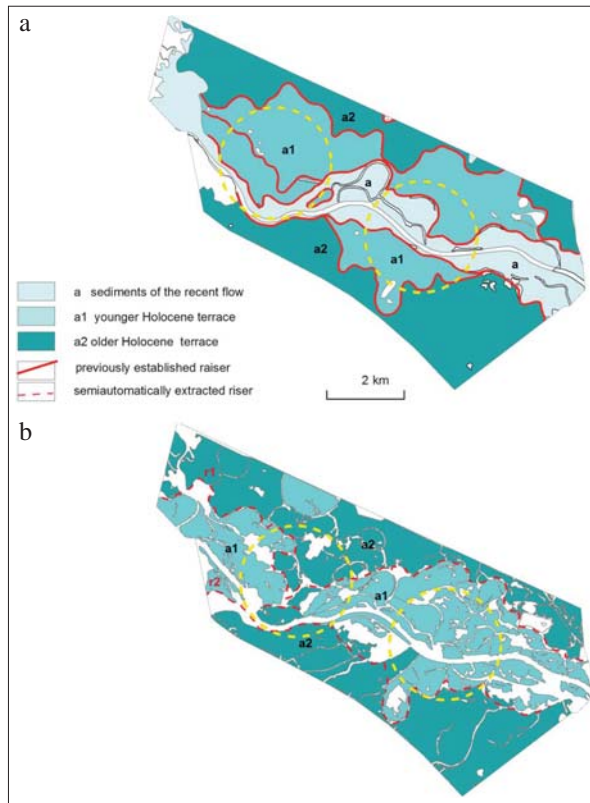 a
a2
a1
a
a2
a1
a
a sediments of the recent flow
a1 younger Holocene terrace
a2 older Holocene terrace
previously established raiser
semiautomatically extracted riser
2 km
b
r1
a1
a2
r2
a1
a2